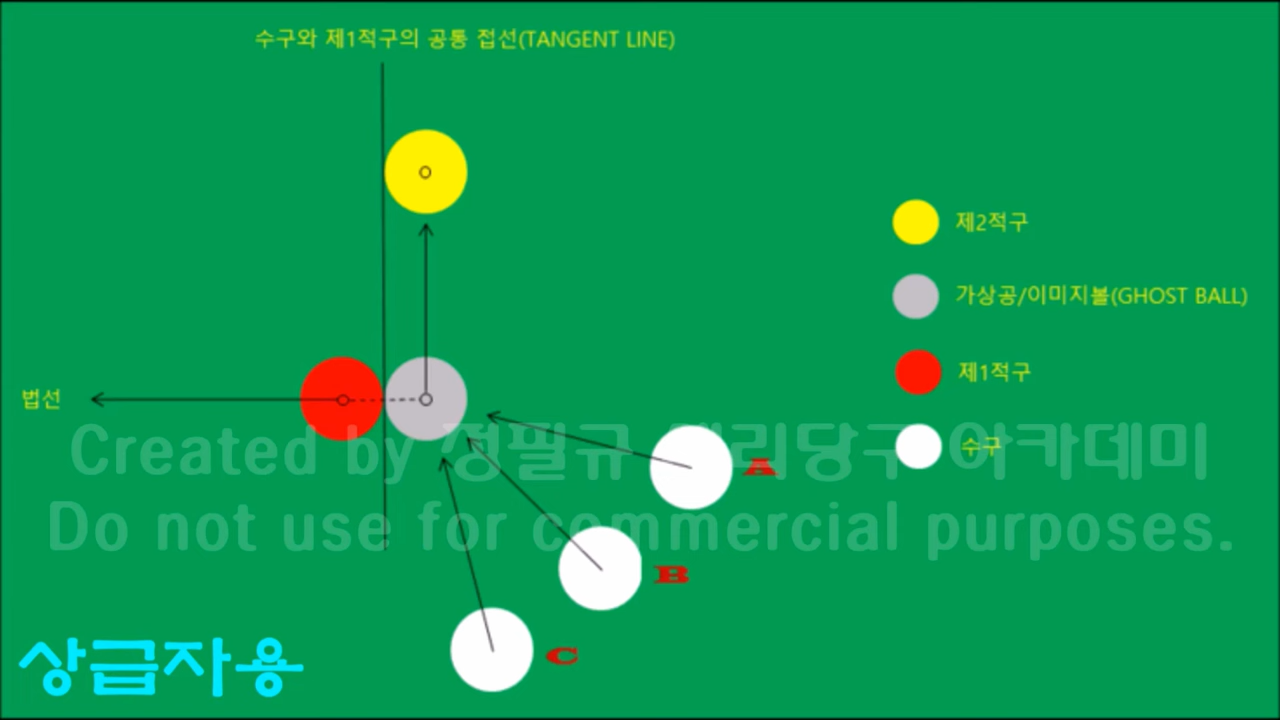 수구와 제1적구의 공통 접선(TANGENT LINE)
제2적구
가상공/이미지볼(GHOST BALL)
제1적구
법선
수구
Created by 정필규 캐리당구 아카데미
A
Do not use for commercial purposes.
B
C
상급자용